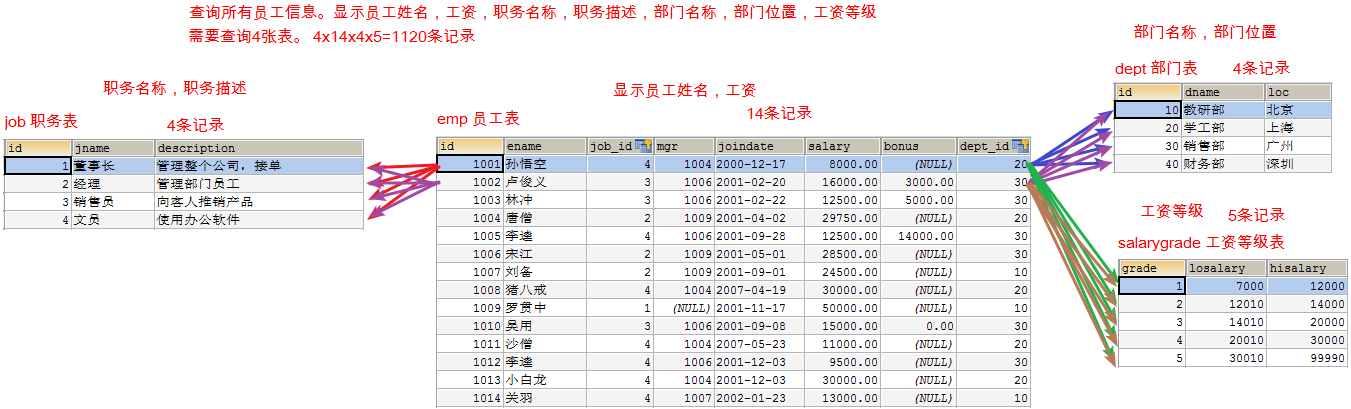 查询所有员工信息。显示员工姓名，工资，职务名称，职务描述，部门名称，部门位置，工资等级
需要查询4张表。 4x14x4x5=1120条记录
职务名称，职务描述
job 职务表 4条记录
id jname description
1 董事长 管理整个公司，接单
2 经理 管理部门员工
3 销售员 向客人推销产品
4 文员 使用办公软件
显示员工姓名，工资
emp 员工表 14条记录
id ename job_id mgr joindate salary bonus dept_id
1001 孙悟空 4 1004 2000-12-17 8000.00 (NULL) 20
1002 卢俊义 3 1006 2001-02-20 16000.00 3000.00 30
1003 林冲 3 1006 2001-02-22 12500.00 5000.00 30
1004 唐僧 2 1009 2001-04-02 29750.00 (NULL) 20
1005 李逵 4 1006 2001-09-28 12500.00 14000.00 30
1006 宋江 2 1009 2001-05-01 28500.00 (NULL) 30
1007 刘备 2 1009 2001-09-01 24500.00 (NULL) 10
1008 猪八戒 4 1004 2007-04-19 30000.00 (NULL) 20
1009 罗贯中 1 (NULL) 2001-11-17 50000.00 (NULL) 10
1010 吴用 3 1006 2001-09-08 15000.00 0.00 30
1011 沙僧 4 1004 2007-05-23 11000.00 (NULL) 20
1012 李逵 4 1006 2001-12-03 9500.00 (NULL) 30
1013 小白龙 4 1004 2001-12-03 30000.00 (NULL) 20
1014 关羽 4 1007 2002-01-23 13000.00 (NULL) 10
部门名称，部门位置
dept 部门表 4条记录
id dname loc
10 教研部 北京
20 学工部 上海
30 销售部 广州
40 财务部 深圳
工资等级 5条记录
salarygrade 工资等级表
grade losalary hisalary
1 7000 12000
2 12010 14000
3 14010 20000
4 20010 30000
5 30010 99990